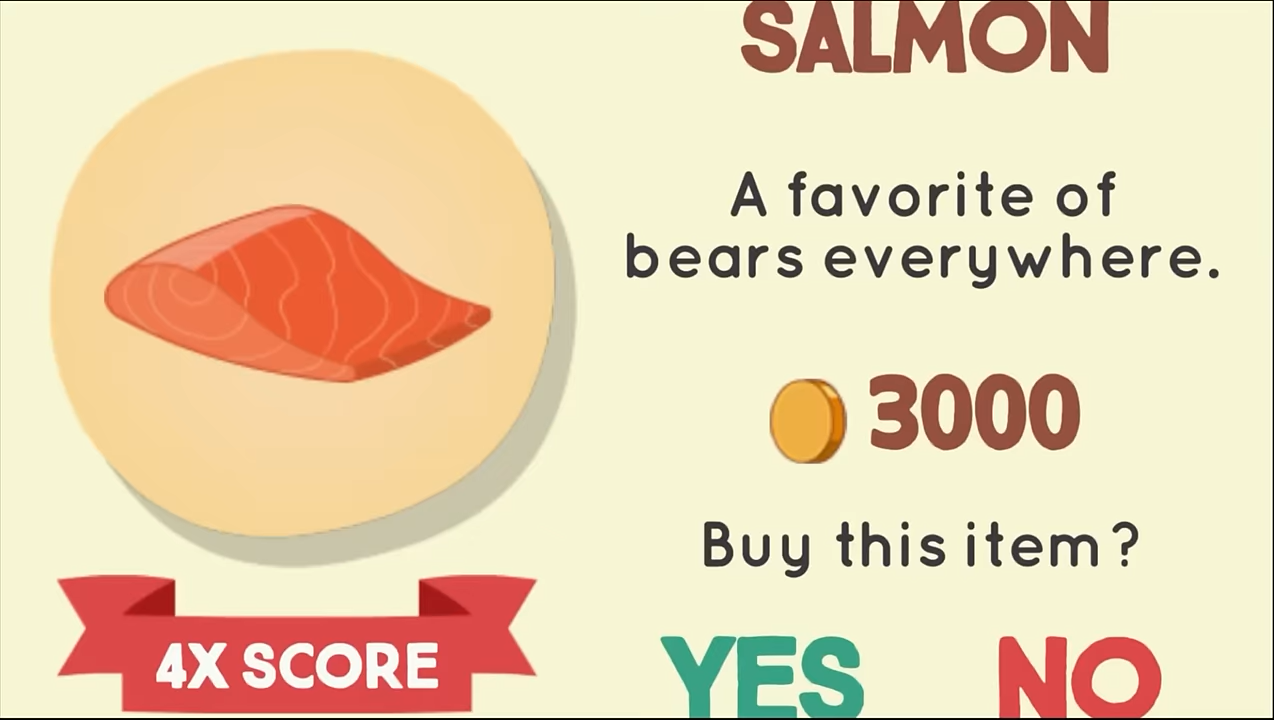 SALMON
A favorite of
bears everywhere.
3000
Buy this item?
YES NO
4X SCORE